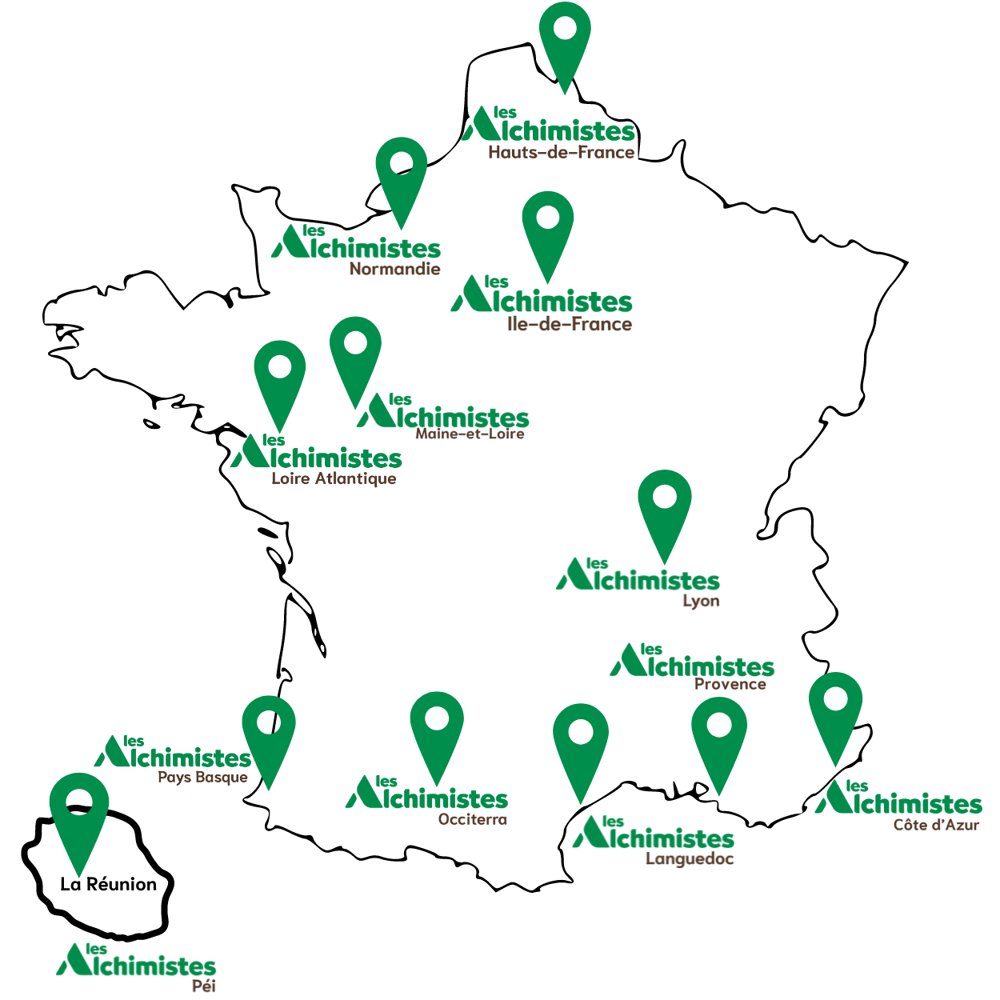 les
Alchimistes
Hauts-de-France
les
Alchimistes
Normandie
les
Alchimistes
Ile-de-France
les
Alchimistes
Maine-et-Loire
les
Alchimistes
Loire Atlantique
les
Alchimistes
Lyon
les
Alchimistes
Provence
les
Alchimistes
Pays Basque
les
Alchimistes
Occiterra
les
Alchimistes
Côte d'Azur
les
Alchimistes
Languedoc
La Réunion
les
Alchimistes
Péi